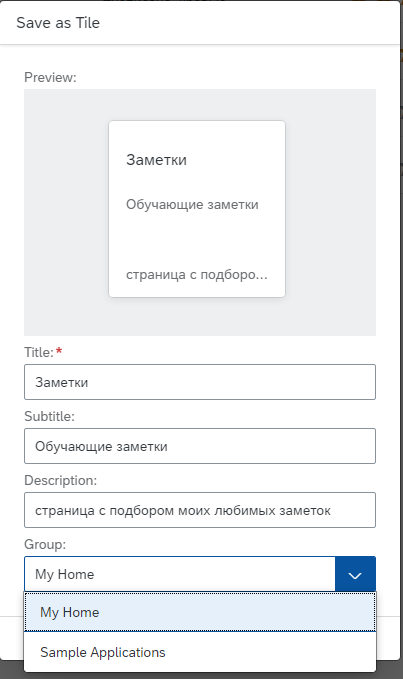 Save as Tile
Preview:
Заметки
Обучающие заметки
страница с подборо...
Title:*
Заметки
Subtitle:
Обучающие заметки
Description:
страница с подбором моих любимых заметок
Group:
My Home
My Home
Sample Applications